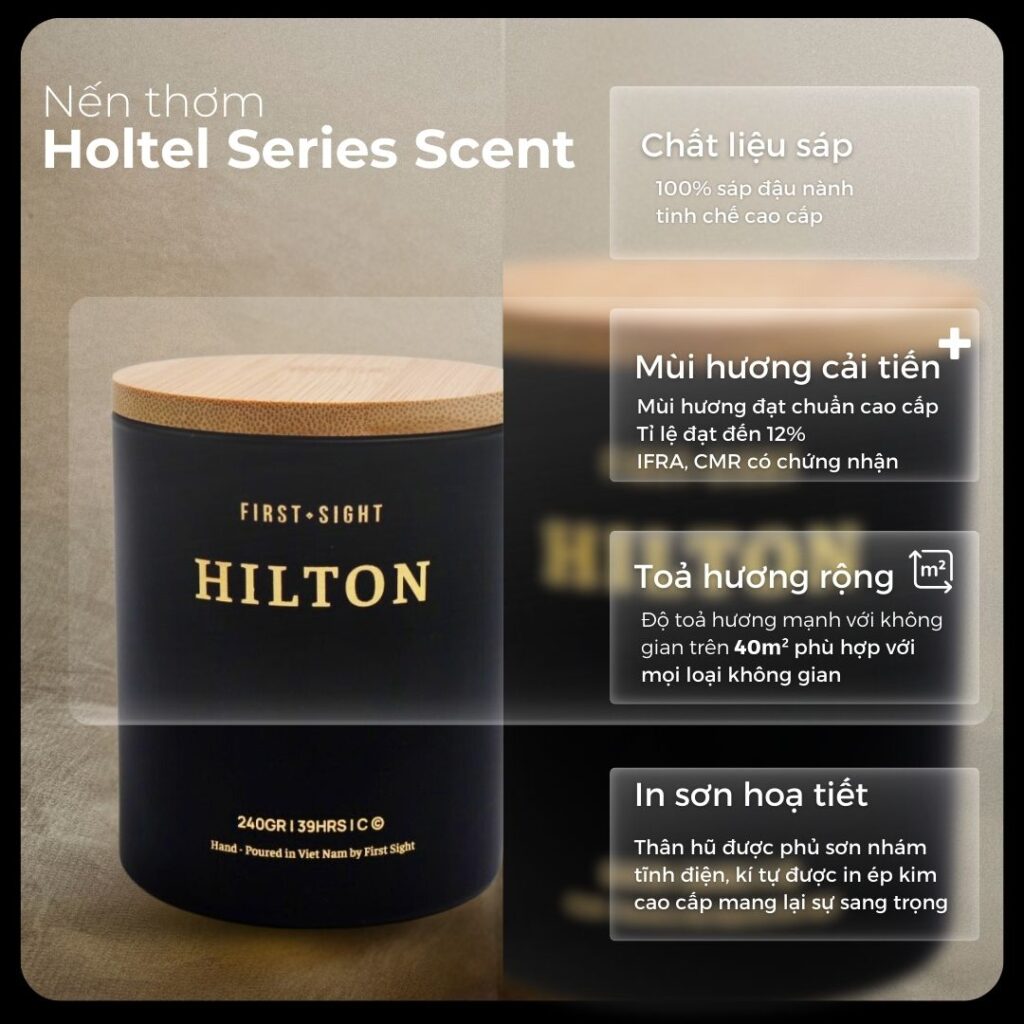 Nến thơm
Holtel Series Scent
FIRST SIGHT
HILTON
240GR | 39HRS | C ©
Hand - Poured in Viet Nam by First Sight
Chất liệu sáp
100% sáp đậu nành
tinh chế cao cấp
Mùi hương cải tiến
Mùi hương đạt chuẩn cao cấp
Tỉ lệ đạt đến 12%
IFRA, CMR có chứng nhận
Toả hương rộng
m²
Độ toả hương mạnh với không
gian trên 40m² phù hợp với
mọi loại không gian
In sơn hoạ tiết
Thân hũ được phủ sơn nhám
tĩnh điện, kí tự được in ép kim
cao cấp mang lại sự sang trọng